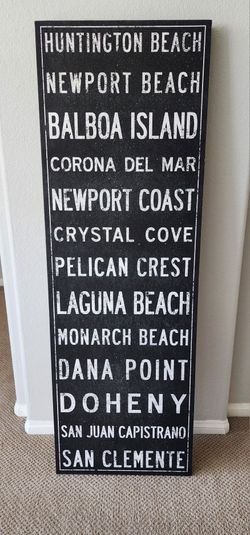 HUNTINGTON BEACH
NEWPORT BEACH
BALBOA ISLAND
CORONA DEL MAR
NEWPORT COAST
CRYSTAL COVE
PELICAN CREST
LAGUNA BEACH
MONARCH BEACH
DANA POINT
DOHENY
SAN JUAN CAPISTRANO
SAN CLEMENTE